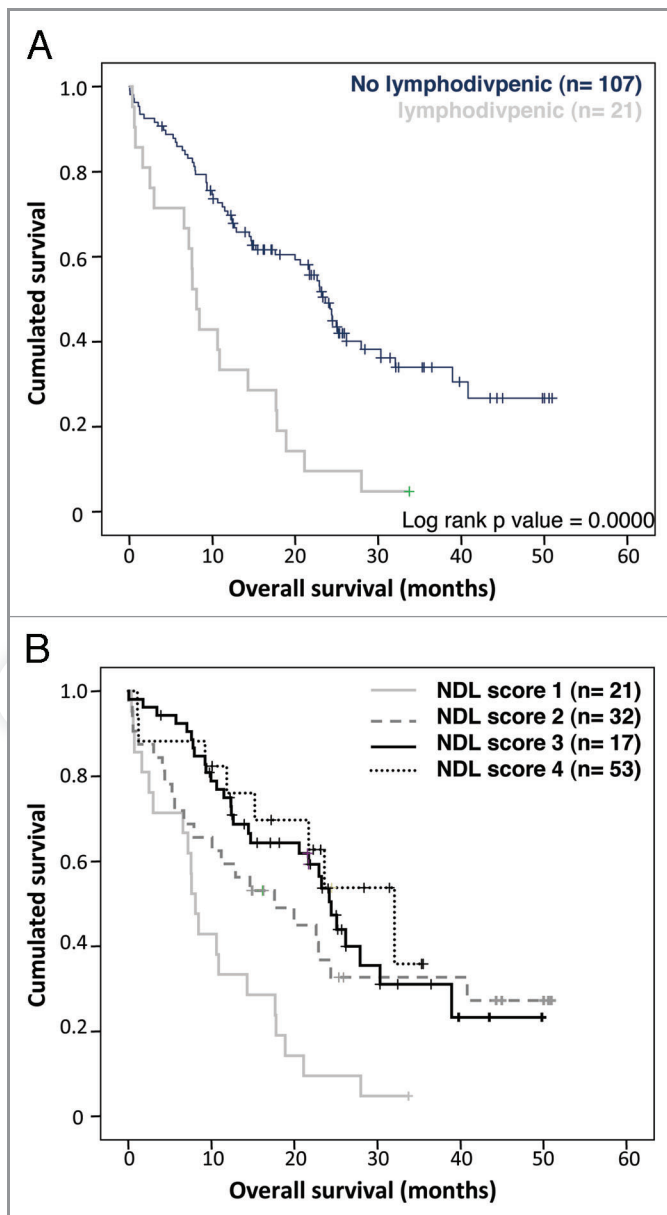 A
No lymphodivpenic (n= 107)
lymphodivpenic (n= 21)
1.0
0.8
0.6
0.4
0.2
0
Cumulated survival
Log rank p value = 0.0000
0 10 20 30 40 50 60
Overall survival (months)
B
NDL score 1 (n= 21)
NDL score 2 (n= 32)
NDL score 3 (n= 17)
NDL score 4 (n= 53)
1.0
0.8
0.6
0.4
0.2
0
Cumulated survival
0 10 20 30 40 50 60
Overall survival (months)